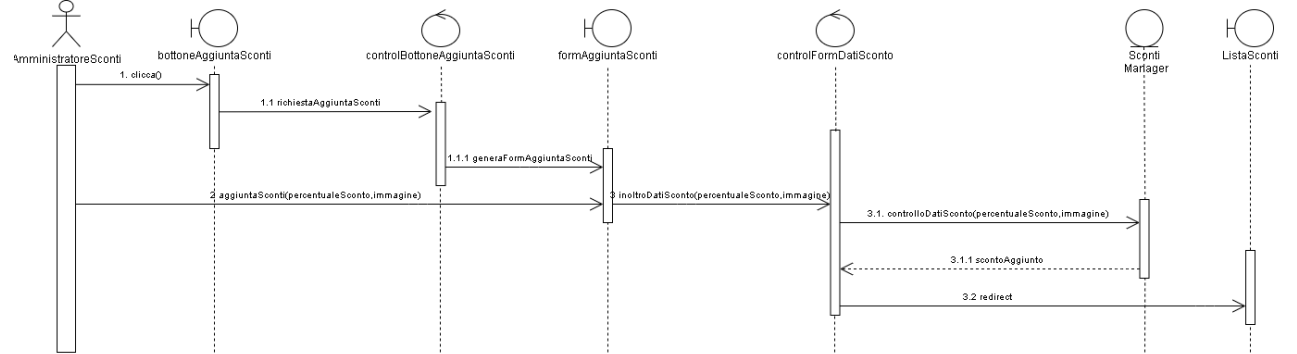 AmministratoreSconti
bottoneAggiuntaSconti
controlBottoneAggiuntaSconti
formAggiuntaSconti
controlFormDatiSconto
Sconti
Manager
ListaSconti
1. clicca()
1.1 richiestaAggiuntaSconti
1.1.1 generaFormAggiuntaSconti
2 aggiuntaSconti(percentualeSconto,immagine)
3 inoltroDatiSconto(percentualeSconto,immagine)
3.1. controlloDatiSconto(percentualeSconto,immagine)
3.1.1 scontoAggiunto
3.2 redirect